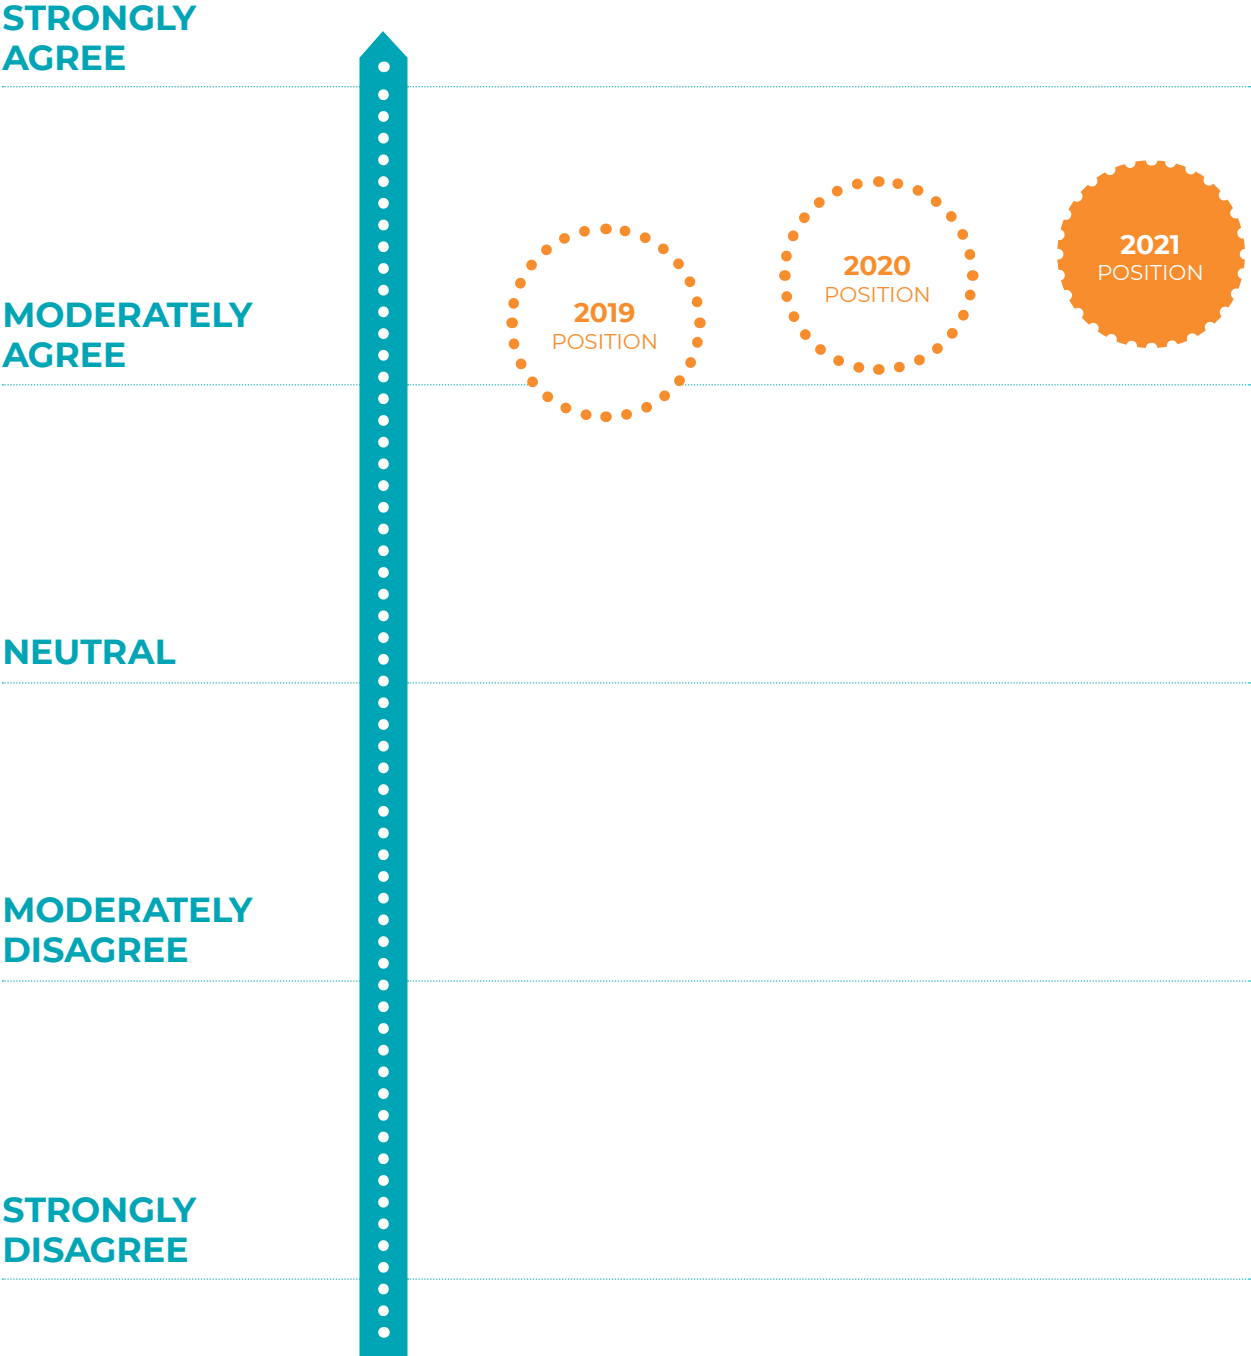 STRONGLY
AGREE
2021
POSITION
2020
POSITION
2019
POSITION
MODERATELY
AGREE
NEUTRAL
MODERATELY
DISAGREE
STRONGLY
DISAGREE